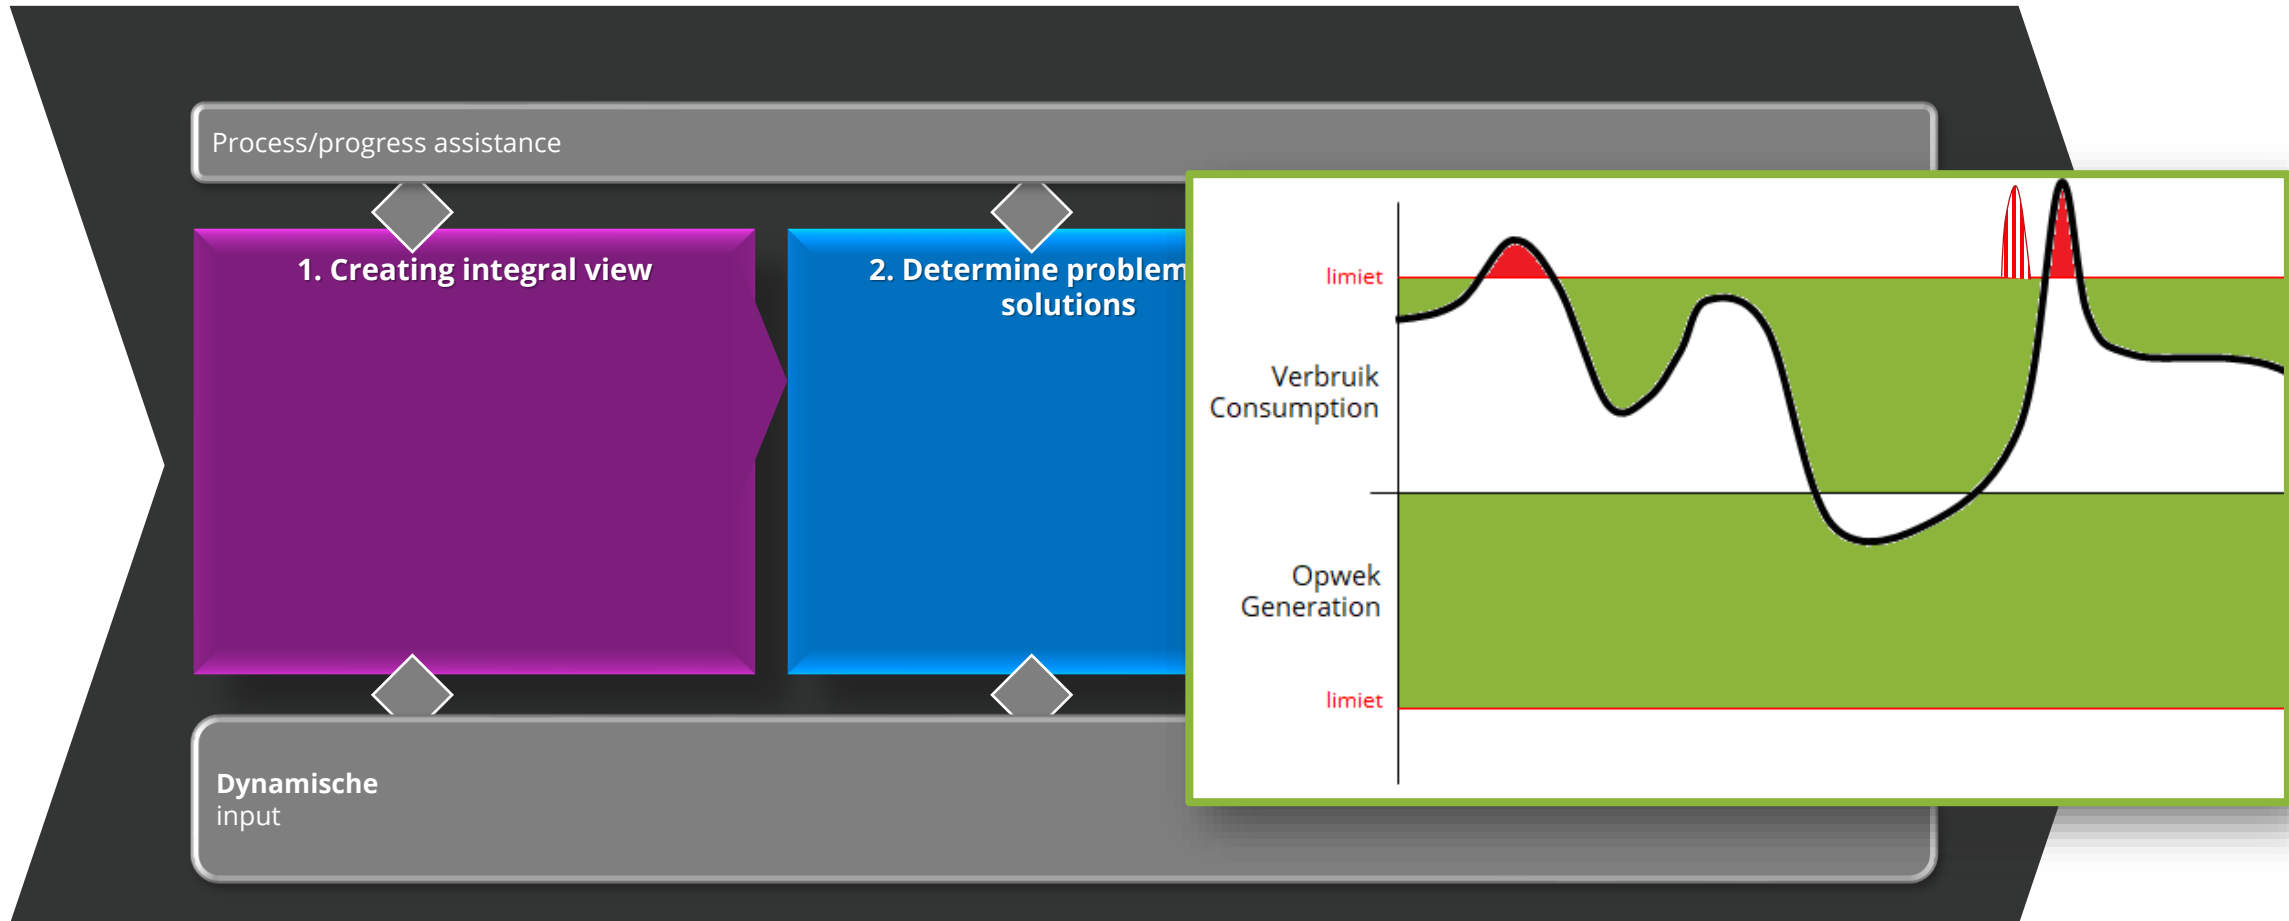 Process/progress assistance
1. Creating integral view
2. Determine problem
solutions
limiet
Verbruik
Consumption
Opwek
Generation
limiet
Dynamische
input